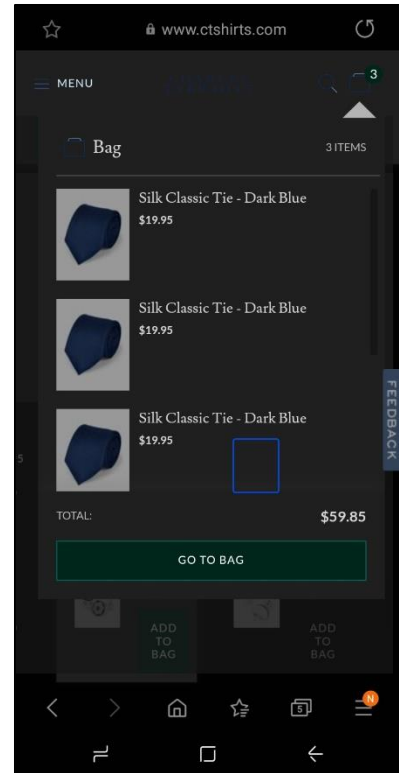 www.ctshirts.com
MENU
3
Bag
3 ITEMS
Silk Classic Tie - Dark Blue
$19.95
Silk Classic Tie - Dark Blue
$19.95
Silk Classic Tie - Dark Blue
$19.95
FEEDBACK
5
TOTAL:
$59.85
GO TO BAG
ADD
TO
BAG
ADD
TO
BAG
5
N